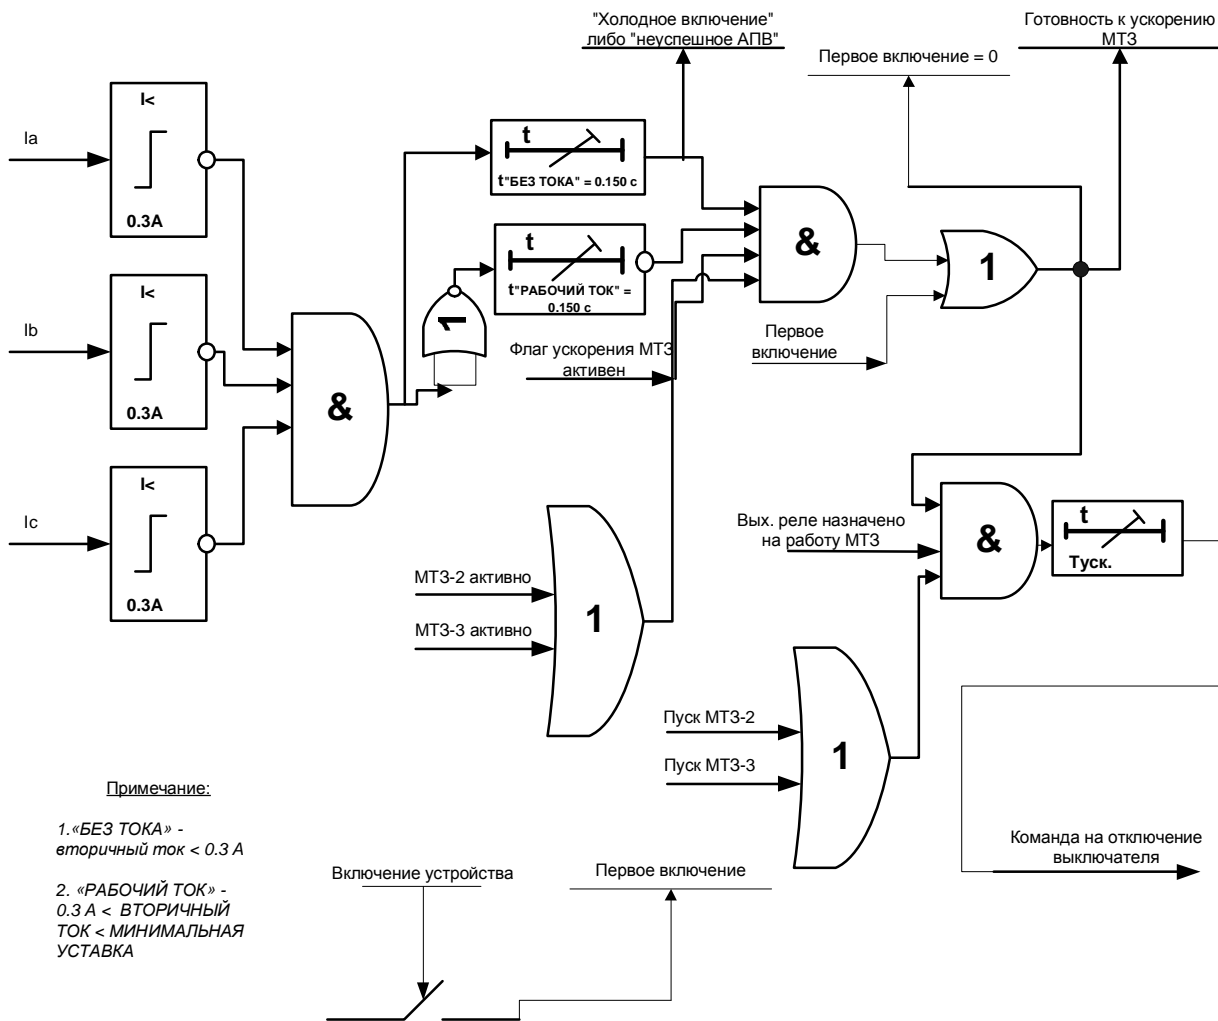 "Холодное включение"
либо "неуспешное АПВ"
Готовность к ускорению
МТЗ
Первое включение = 0
I<
Ia
0.3А
t
t"БЕЗ ТОКА" = 0.150 с
&
t
t"РАБОЧИЙ ТОК" =
0.150 с
1
1
I<
Ib
0.3А
Первое
включение
Флаг ускорения МТЗ
активен
&
I<
Ic
0.3А
Вых. реле назначено
на работу МТЗ
&
t
Tуск.
МТЗ-2 активно
МТЗ-3 активно
1
Пуск МТЗ-2
Пуск МТЗ-3
1
Примечание:
1.«БЕЗ ТОКА» -
вторичный ток < 0.3 А
2. «РАБОЧИЙ ТОК» -
0.3 А < ВТОРИЧНЫЙ
ТОК < МИНИМАЛЬНАЯ
УСТАВКА
Включение устройства
Первое включение
Команда на отключение
выключателя